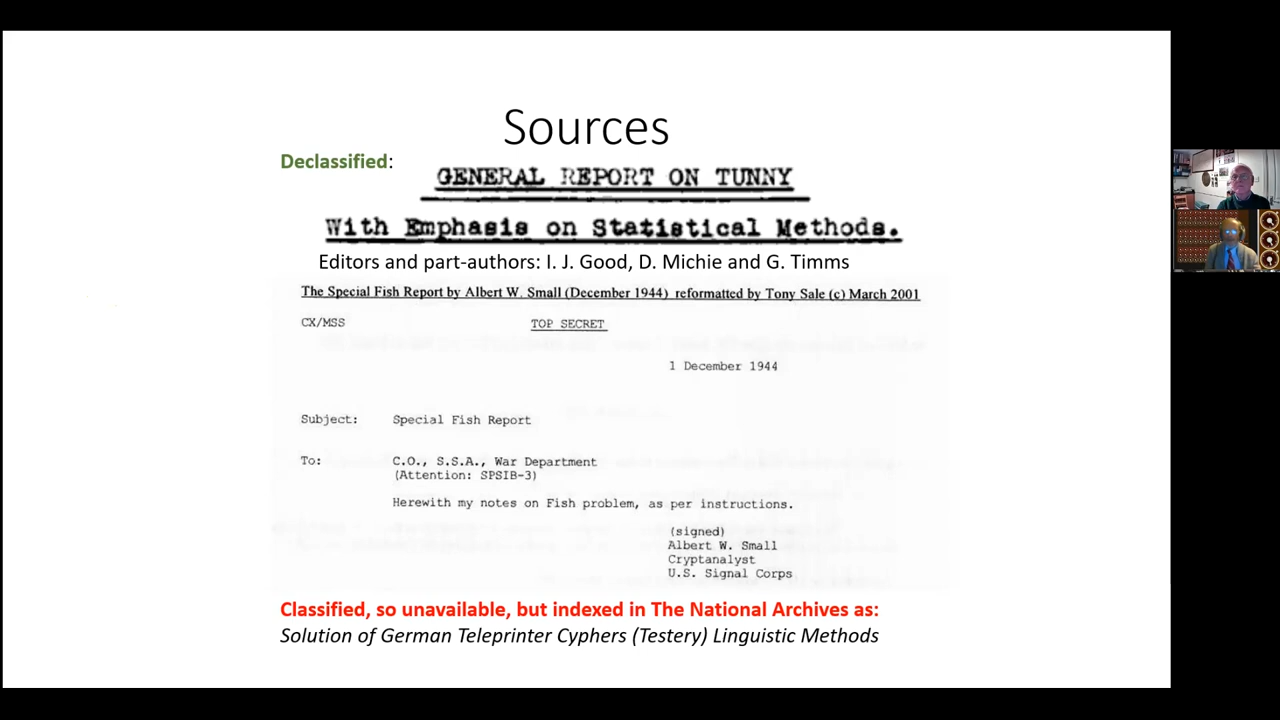 Sources
Declassified:
GENERAL REPORT ON TUNNY
With Emphasis on Statistical Methods.
Editors and part-authors: I. J. Good, D. Michie and G. Timms
The Special Fish Report by Albert W. Small (December 1944) reformatted by Tony Sale (c) March 2001
CX/MSS TOP SECRET
1 December 1944
Subject: Special Fish Report
To: C.O., S.S.A., War Department
(Attention: SPSIB-3)
Herewith my notes on Fish problem, as per instructions.
(signed)
Albert W. Small
Cryptanalyst
U.S. Signal Corps
Classified, so unavailable, but indexed in The National Archives as:
Solution of German Teleprinter Cyphers (Testery) Linguistic Methods